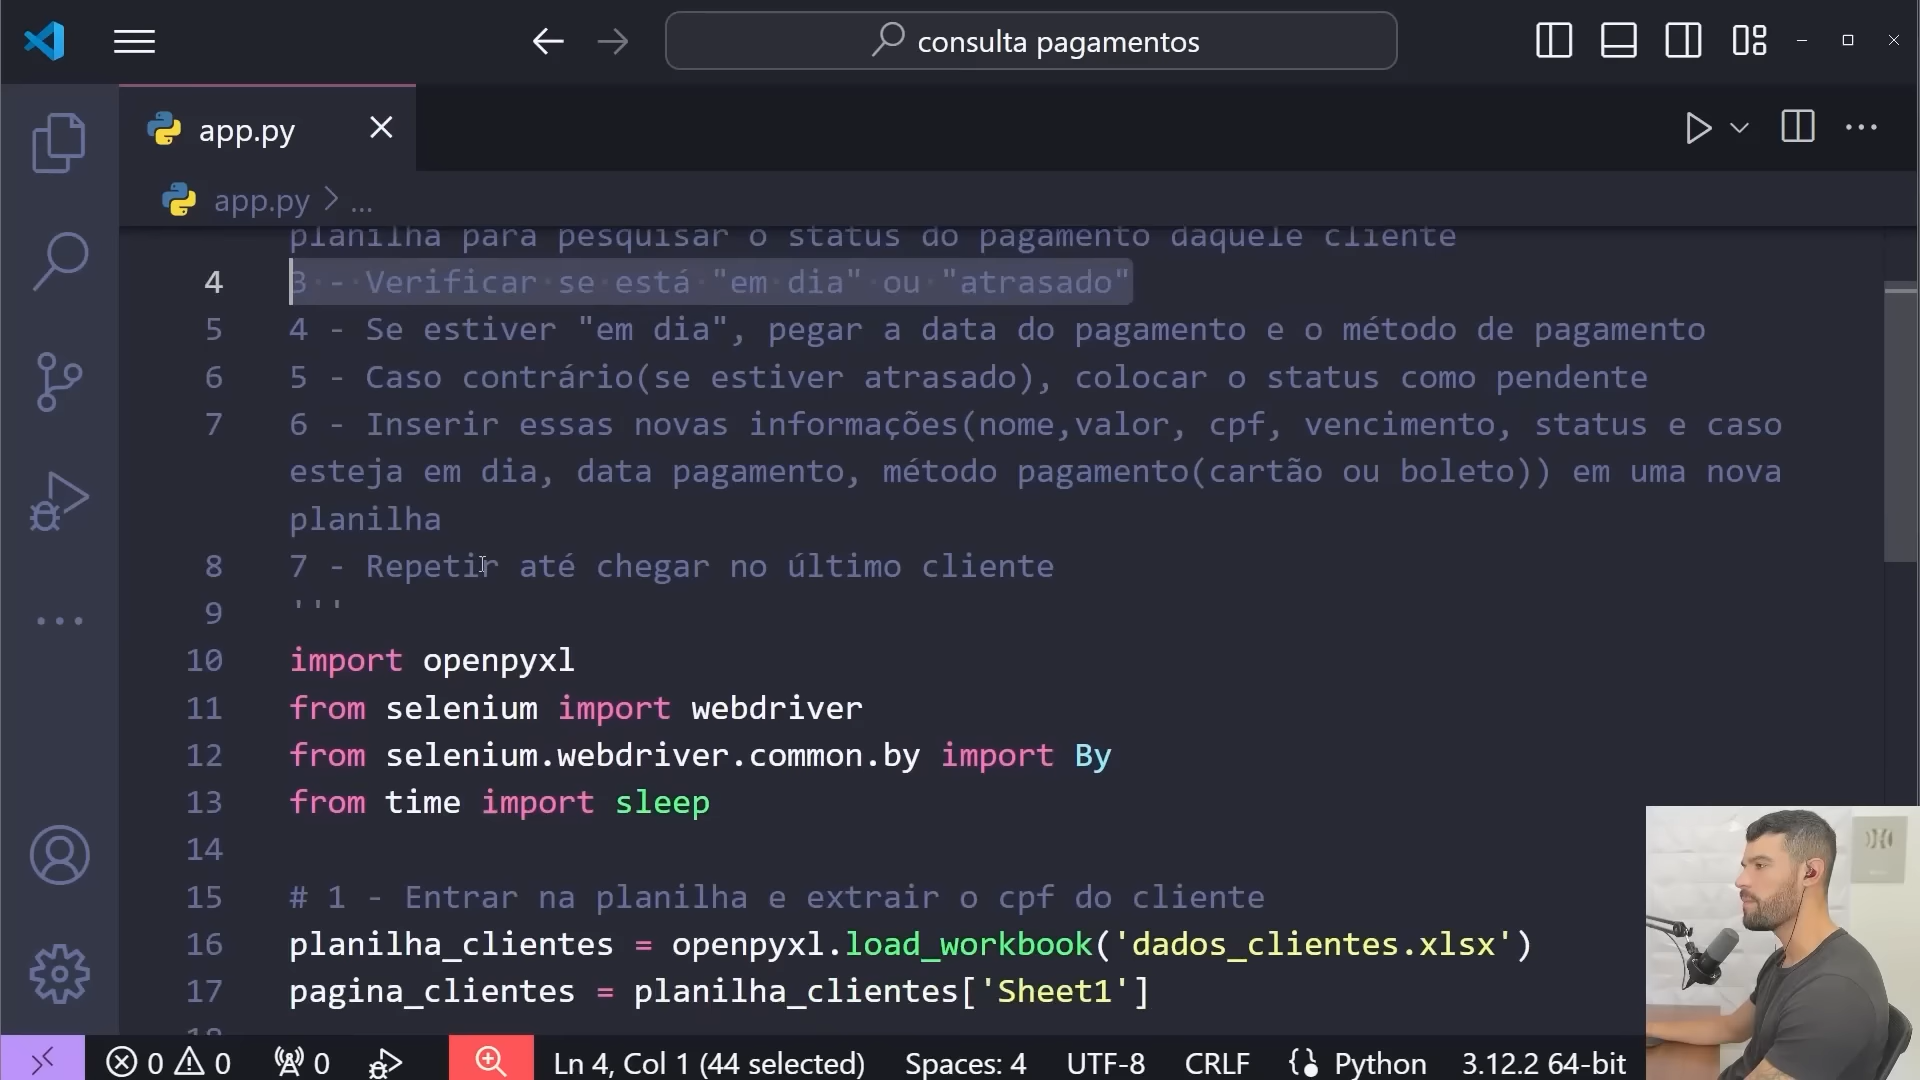 consulta pagamentos
app.py
app.py > ...
planilha para pesquisar o status do pagamento daquele cliente
4 3 - Verificar se está "em dia" ou "atrasado"
5 4 - Se estiver "em dia", pegar a data do pagamento e o método de pagamento
6 5 - Caso contrário(se estiver atrasado), colocar o status como pendente
7 6 - Inserir essas novas informações(nome,valor, cpf, vencimento, status e caso
esteja em dia, data pagamento, método pagamento(cartão ou boleto)) em uma nova
planilha
8 7 - Repetir até chegar no último cliente
9 '''
10 import openpyxl
11 from selenium import webdriver
12 from selenium.webdriver.common.by import By
13 from time import sleep
14
15 # 1 - Entrar na planilha e extrair o cpf do cliente
16 planilha_clientes = openpyxl.load_workbook('dados_clientes.xlsx')
17 pagina_clientes = planilha_clientes['Sheet1']
18
0 0 0 Ln 4, Col 1 (44 selected) Spaces: 4 UTF-8 CRLF Python 3.12.2 64-bit